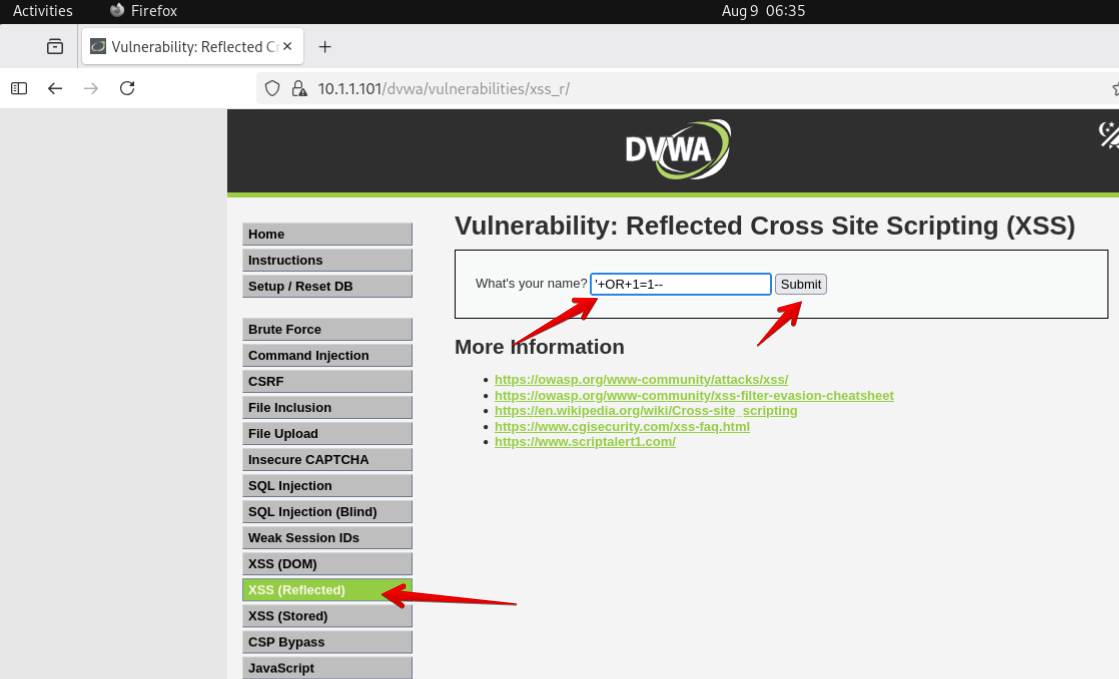 Activities Firefox Aug 9 06:35
Vulnerability: Reflected Cr
10.1.1.101/dvwa/vulnerabilities/xss_r/
DVWA
Vulnerability: Reflected Cross Site Scripting (XSS)
Home
Instructions
Setup / Reset DB
Brute Force
Command Injection
CSRF
File Inclusion
File Upload
Insecure CAPTCHA
SQL Injection
SQL Injection (Blind)
Weak Session IDs
XSS (DOM)
XSS (Reflected)
XSS (Stored)
CSP Bypass
JavaScript
What's your name? '+OR+1=1-- Submit
More Information
https://owasp.org/www-community/attacks/xss/
https://owasp.org/www-community/xss-filter-evasion-cheatsheet
https://en.wikipedia.org/wiki/Cross-site_scripting
https://www.cgisecurity.com/xss-faq.html
https://www.scriptalert1.com/